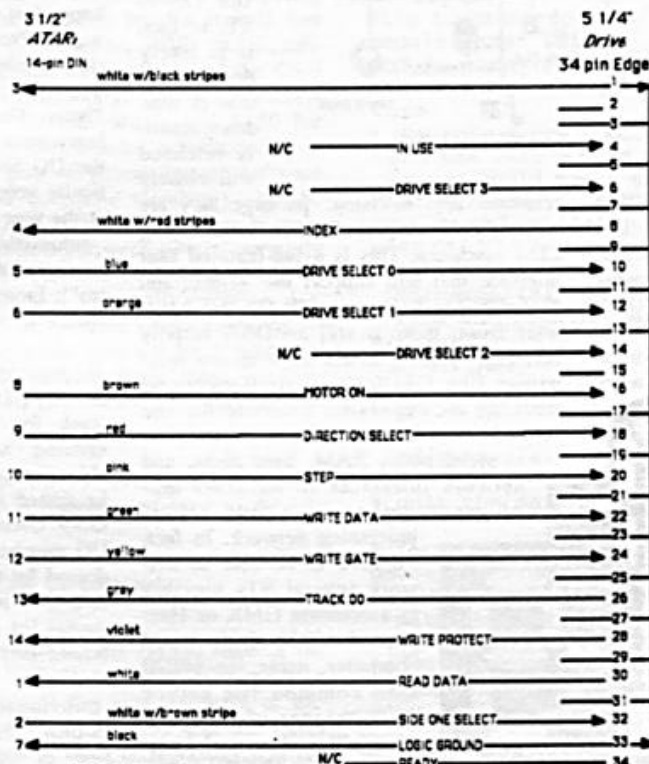 3 1/2" 5 1/4"
ATARI Drive
14-pin DIN 34 pin Edge
white w/black stripes
3 1
2
3
N/C IN USE 4
5
N/C DRIVE SELECT 3 6
7
white w/red stripes
4 INDEX 8
9
blue
5 DRIVE SELECT 0 10
11
orange
6 DRIVE SELECT 1 12
13
N/C DRIVE SELECT 2 14
15
brown
8 MOTOR ON 16
17
red
9 DIRECTION SELECT 18
19
pink
10 STEP 20
21
green
11 WRITE DATA 22
23
yellow
12 WRITE GATE 24
25
grey
13 TRACK 00 26
27
violet
14 WRITE PROTECT 28
29
white
1 READ DATA 30
31
white w/brown stripe
2 SIDE ONE SELECT 32
black
7 LOGIC GROUND 33
N/C READY 34